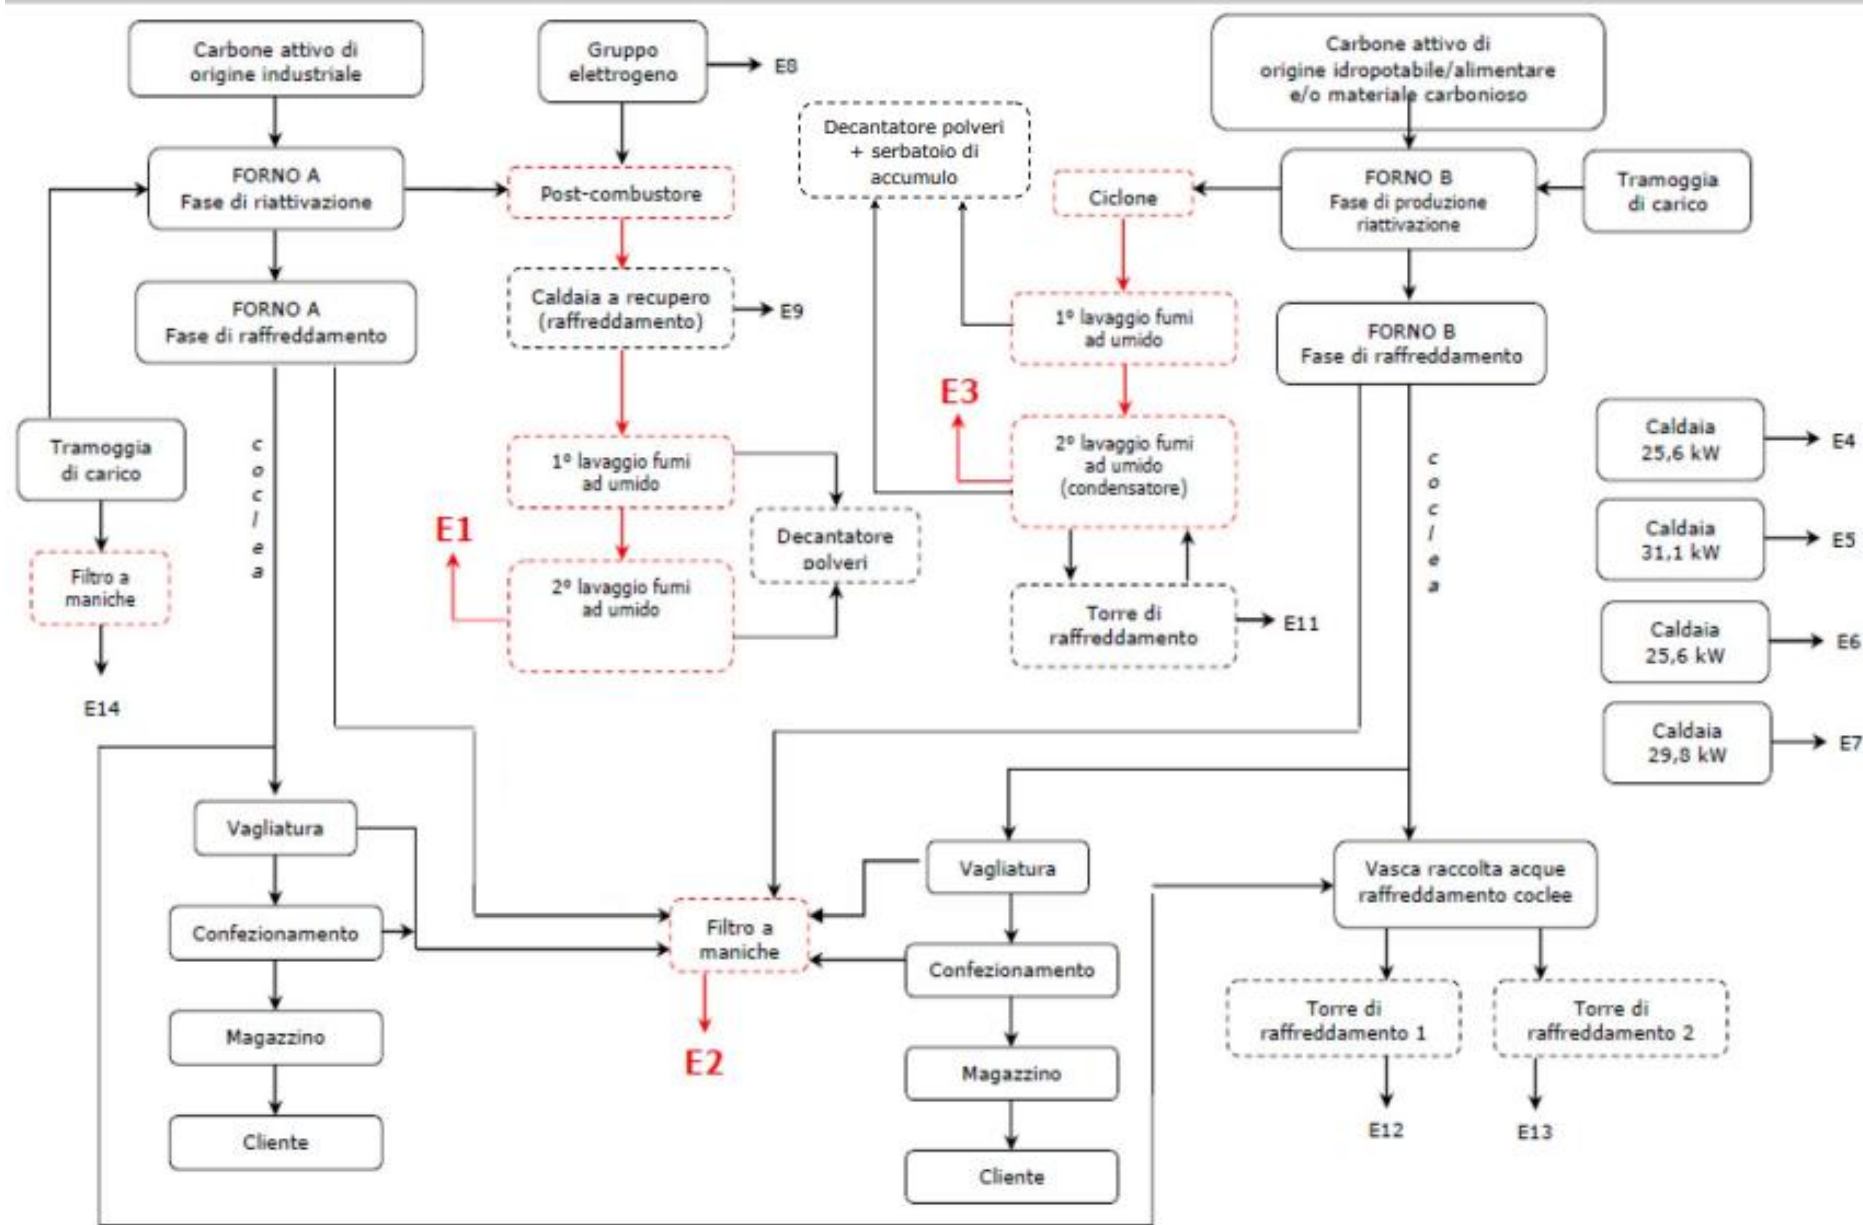 Carbone attivo di
origine industriale
Gruppo
elettrogeno
E8
Carbone attivo di
origine idropotabile/alimentare
e/o materiale carbonioso
Decantatore polveri
+ serbatoio di
accumulo
FORNO A
Fase di riattivazione
Post-combustore
Ciclone
FORNO B
Fase di produzione
riattivazione
Tramoggia
di carico
FORNO A
Fase di raffreddamento
Caldaia a recupero
(raffreddamento)
E9
1º lavaggio fumi
ad umido
FORNO B
Fase di raffreddamento
E3
Tramoggia
di carico
coclea
1º lavaggio fumi
ad umido
2º lavaggio fumi
ad umido
(condensatore)
coclea
Caldaia
25,6 kW
E4
E1
Decantatore
polveri
Caldaia
31,1 kW
E5
Filtro a
maniche
2º lavaggio fumi
ad umido
Torre di
raffreddamento
E11
Caldaia
25,6 kW
E6
E14
Caldaia
29,8 kW
E7
Vagliatura
Vagliatura
Vasca raccolta acque
raffreddamento coclee
Confezionamento
Filtro a
maniche
Confezionamento
Magazzino
E2
Magazzino
Torre di
raffreddamento 1
Torre di
raffreddamento 2
Cliente
Cliente
E12
E13